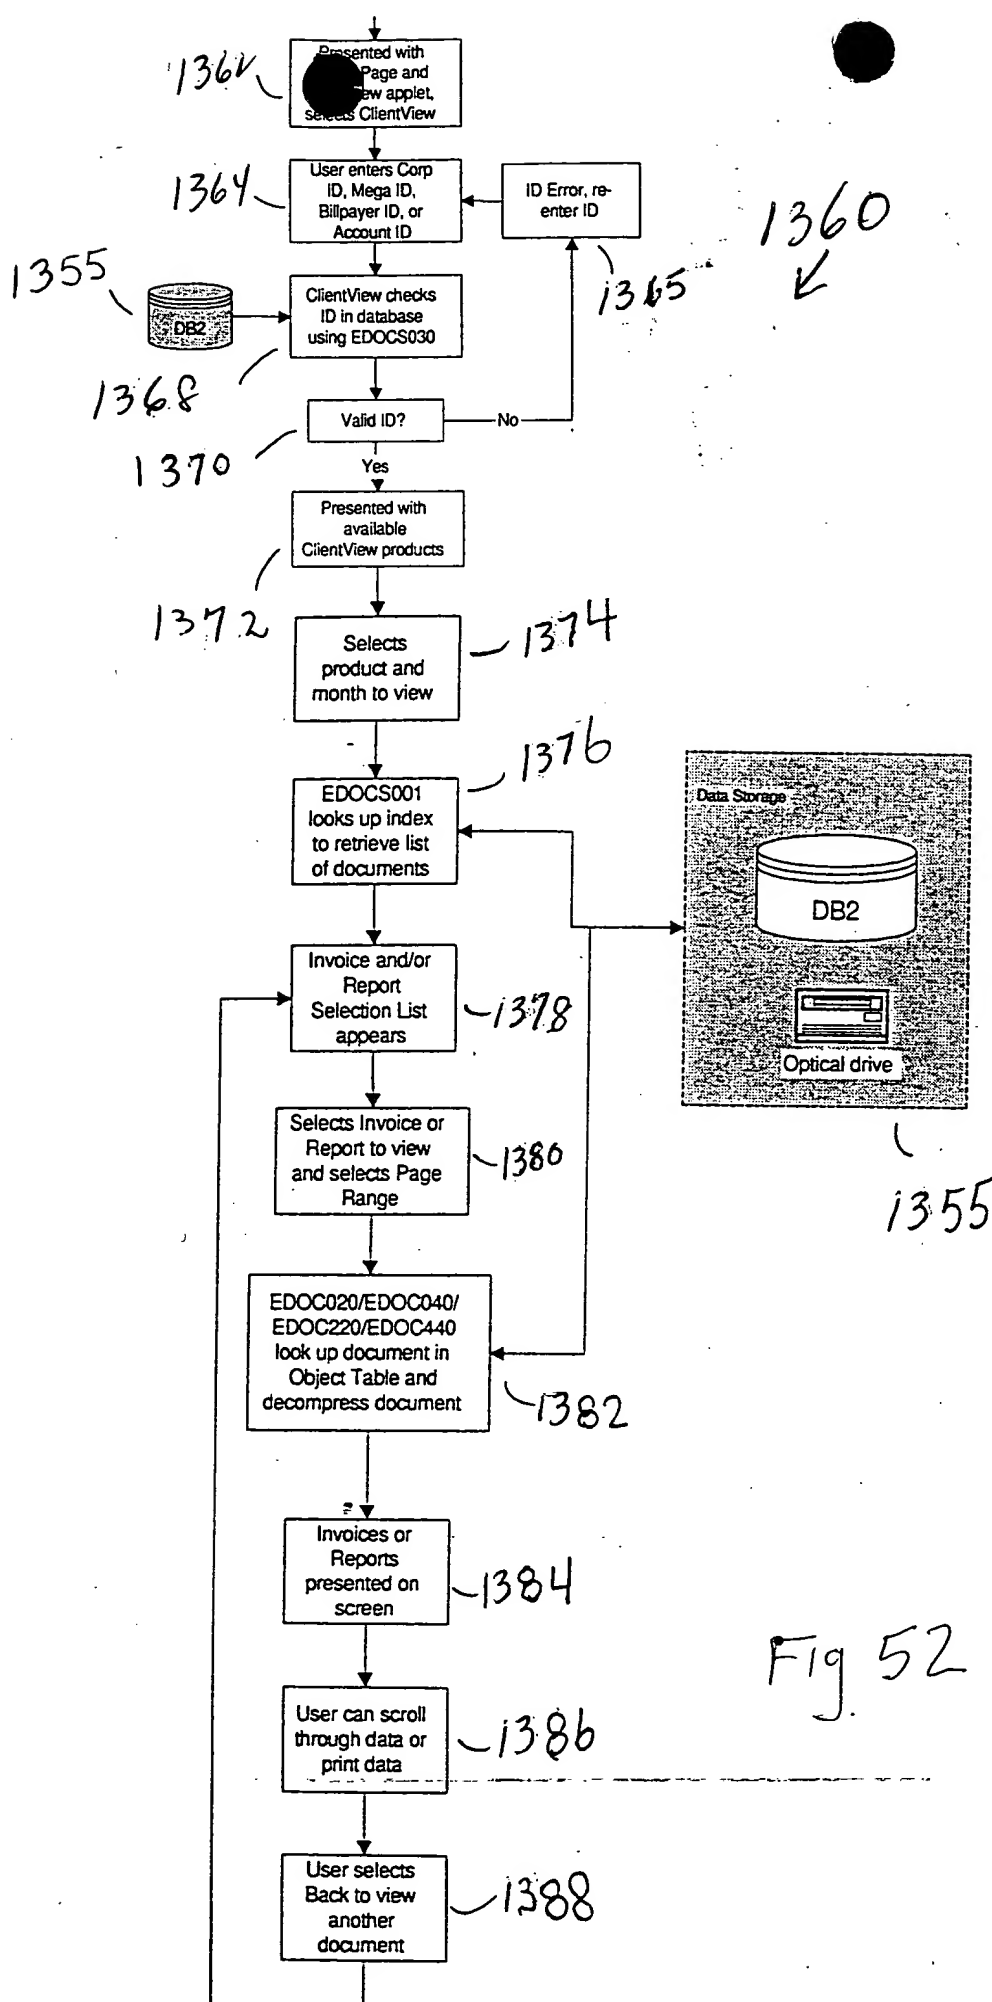 Presented with
Page and
applet,
selects ClientView
1362
User enters Corp
ID, Mega ID,
Billpayer ID, or
Account ID
1364
ID Error, re-
enter ID
1365
1360
1355
DB2
ClientView checks
ID in database
using EDOCS030
1368
Valid ID?
No
1370
Yes
Presented with
available
ClientView products
1372
Selects
product and
month to view
1374
EDOCS001
looks up index
to retrieve list
of documents
1376
Data Storage
DB2
Optical drive
1355
Invoice and/or
Report
Selection List
appears
1378
Selects Invoice or
Report to view
and selects Page
Range
1380
EDOC020/EDOC040/
EDOC220/EDOC440
look up document in
Object Table and
decompress document
1382
Invoices or
Reports
presented on
screen
1384
Fig 52
User can scroll
through data or
print data
1386
User selects
Back to view
another
document
1388